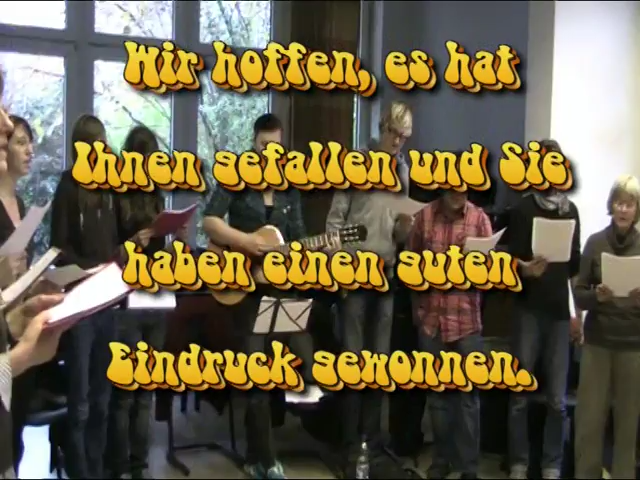 Wir hoffen, es hat
Ihnen gefallen und Sie
haben einen guten
Eindruck gewonnen.